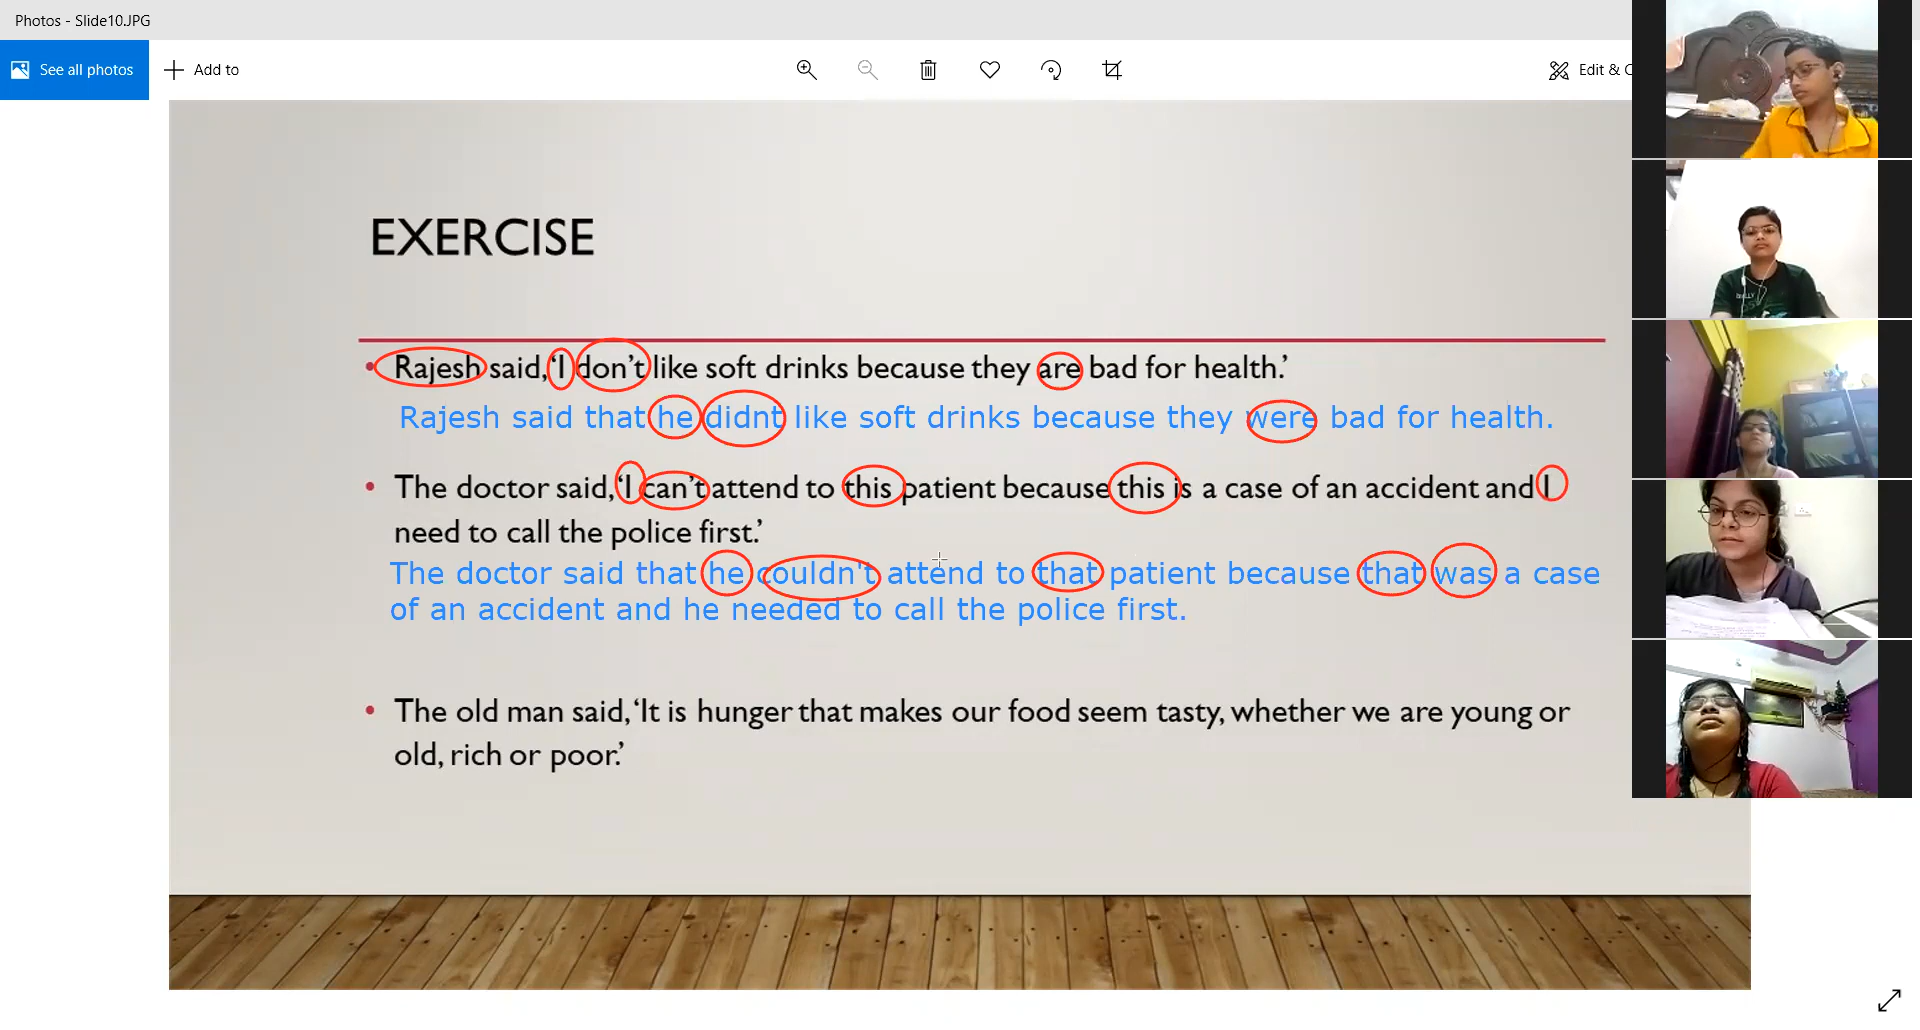 Photos - Slide10.JPG
See all photos
Add to
Edit & C
EXERCISE
• Rajesh said, ‘I don’t like soft drinks because they are bad for health.’
Rajesh said that he didnt like soft drinks because they were bad for health.
• The doctor said, ‘I can’t attend to this patient because this is a case of an accident and I
need to call the police first.’
The doctor said that he couldn't attend to that patient because that was a case
of an accident and he needed to call the police first.
• The old man said, ‘It is hunger that makes our food seem tasty, whether we are young or
old, rich or poor.’